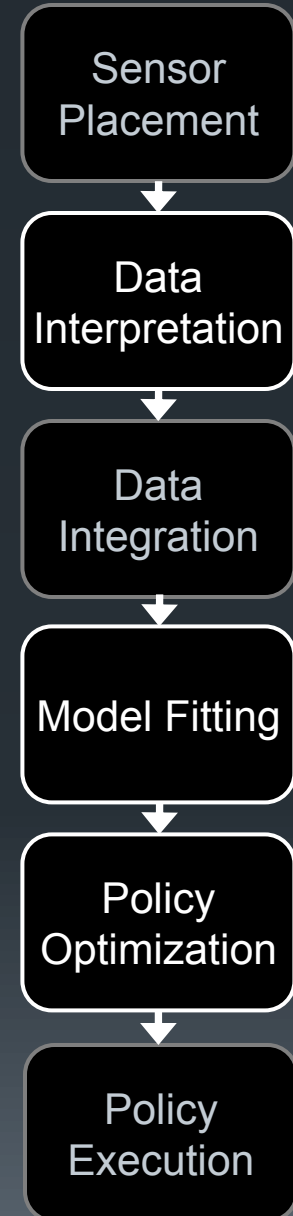 Sensor
Placement
Data
Interpretation
Data
Integration
Model Fitting
Policy
Optimization
Policy
Execution